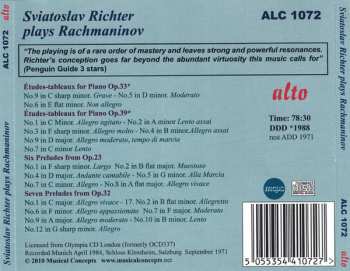 Sviatoslav Richter
plays Rachmaninov
ALC 1072
"The playing is of a rare order of mastery and leaves strong and powerful resonances.
Richter's conception goes far beyond the abundant virtuosity this music calls for"
(Penguin Guide 3 stars)
Études-tableaux for Piano Op.33*
No.9 in C sharp minor. Grave - No.5 in D minor. Moderato
No.6 in E flat minor. Non allegro
Études-tableaux for Piano Op.39*
No.1 in C Minor. Allegro agitato - No.2 in A minor Lento assai
No.3 in F sharp minor. Allegro molto - No.4 in B minor.Allegro assai
No.9 in D major. Allegro moderato, tempo di marcia
No.7 in C minor Lento
Six Preludes from Op.23
No.1 in F sharp minor. Largo - No.2 in B flat major. Maestoso
No.4 in D major. Andante cantabile - No.5 in G minor. Alla Marcia
No.7 in C minor. Allegro - No.8 in A flat major. Allegro vivace
Seven Preludes from Op.32
No.1 in C major. Allegro vivace - 17. No.2 in B flat minor. Allegretto
No.6 in F minor. Allegro appassionato - No.7 in F major. Moderato
No.9 in A major. Allegro moderato - No.10 in B minor. Lento
No.12 in G sharp minor. Allegro
alto
Time: 78:30
DDD *1988
not ADD 1971
musical concepts
Licensed from Olympia CD London (formerly OCD337)
Recorded Munich April 1984, Schloss Klessheim, Salzburg. September 1971
© 2010 Musical Concepts www.musicalconcepts.net
5 055354 410727
Sviatoslav Richter plays Rachmaninov ALC 1072
Sviatoslav Richter plays Rachmaninov ALC 1072